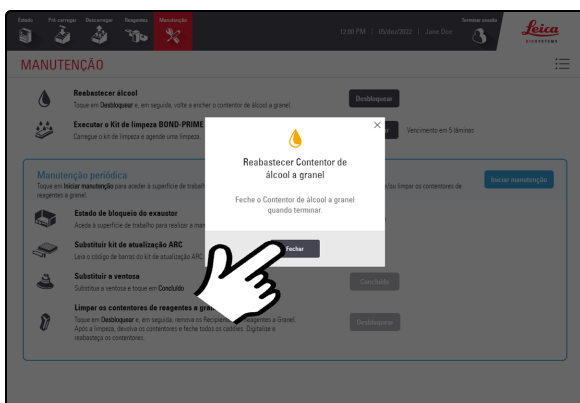 Estado Pré-carregar Descarregar Reagentes Manutenção
12:00 PM | 05/dez/2022 | Jane Doe
Terminar sessão
Leica
BIOSYSTEMS
MANUTENÇÃO
Reabastecer álcool
Toque em Desbloquear e, em seguida, volte a encher o contentor de álcool a granel.
Desbloquear
Executar o Kit de limpeza BOND-PRIME
Carregue o kit de limpeza e agende uma limpeza.
Vencimento em 5 lâminas
Reabastecer Contentor de
álcool a granel
Feche o Contentor de álcool a granel
quando terminar.
Fechar
Manutenção periódica
Toque em Iniciar manutenção para aceder à superfície de trabalho
/ou limpar os contentores de
reagentes a granel.
Iniciar manutenção
Estado de bloqueio do exaustor
Aceda à superfície de trabalho para realizar a
Substituir kit de atualização ARC
Leia o código de barras do kit de atualização ARC
Substituir a ventosa
Substitua a ventosa e toque em Concluído
Concluído
Limpar os contentores de reagentes a
Toque em Desbloquear e, em seguida, remova os Reagentes a Granel.
Após a limpeza, devolva os contentores e feche todos os caddies. Digitalize e
reabasteça os contentores
Desbloquear